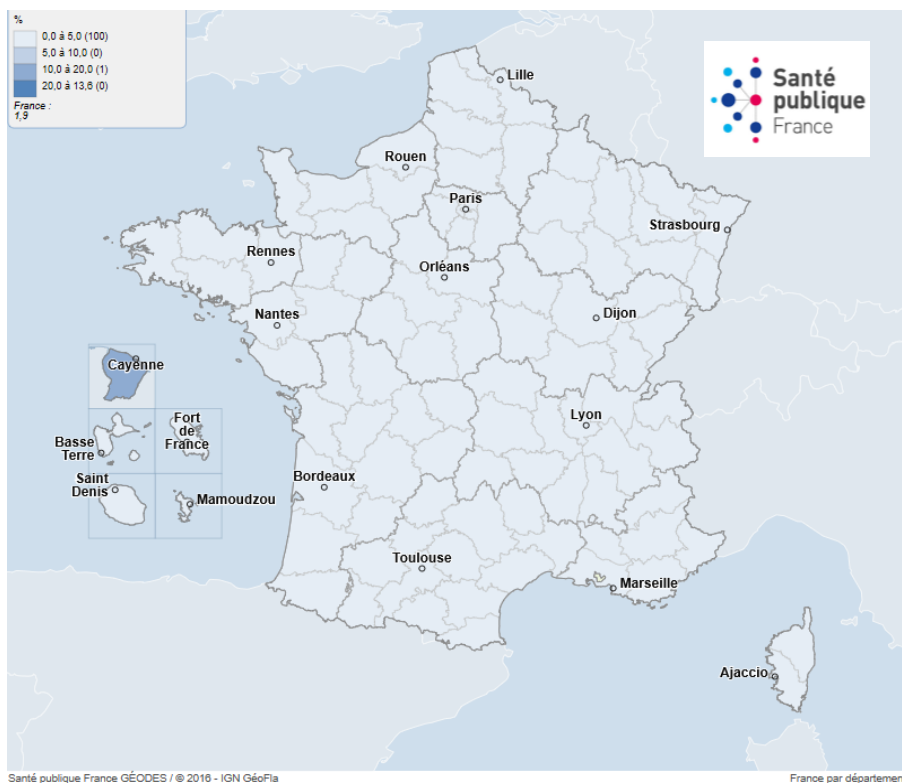 %
0,0 à 5,0 (100)
5,0 à 10,0 (0)
10,0 à 20,0 (1)
20,0 à 13,6 (0)
France :
1,9
Santé
publique
France
Lille
Rouen
Paris
Strasbourg
Rennes
Orléans
Nantes
Dijon
Cayenne
Lyon
Fort
de
France
Basse
Terre
Saint
Denis
Mamoudzou
Bordeaux
Toulouse
Marseille
Ajaccio
Santé publique France GÉODES / © 2016 - IGN GéoFla
France par départemen